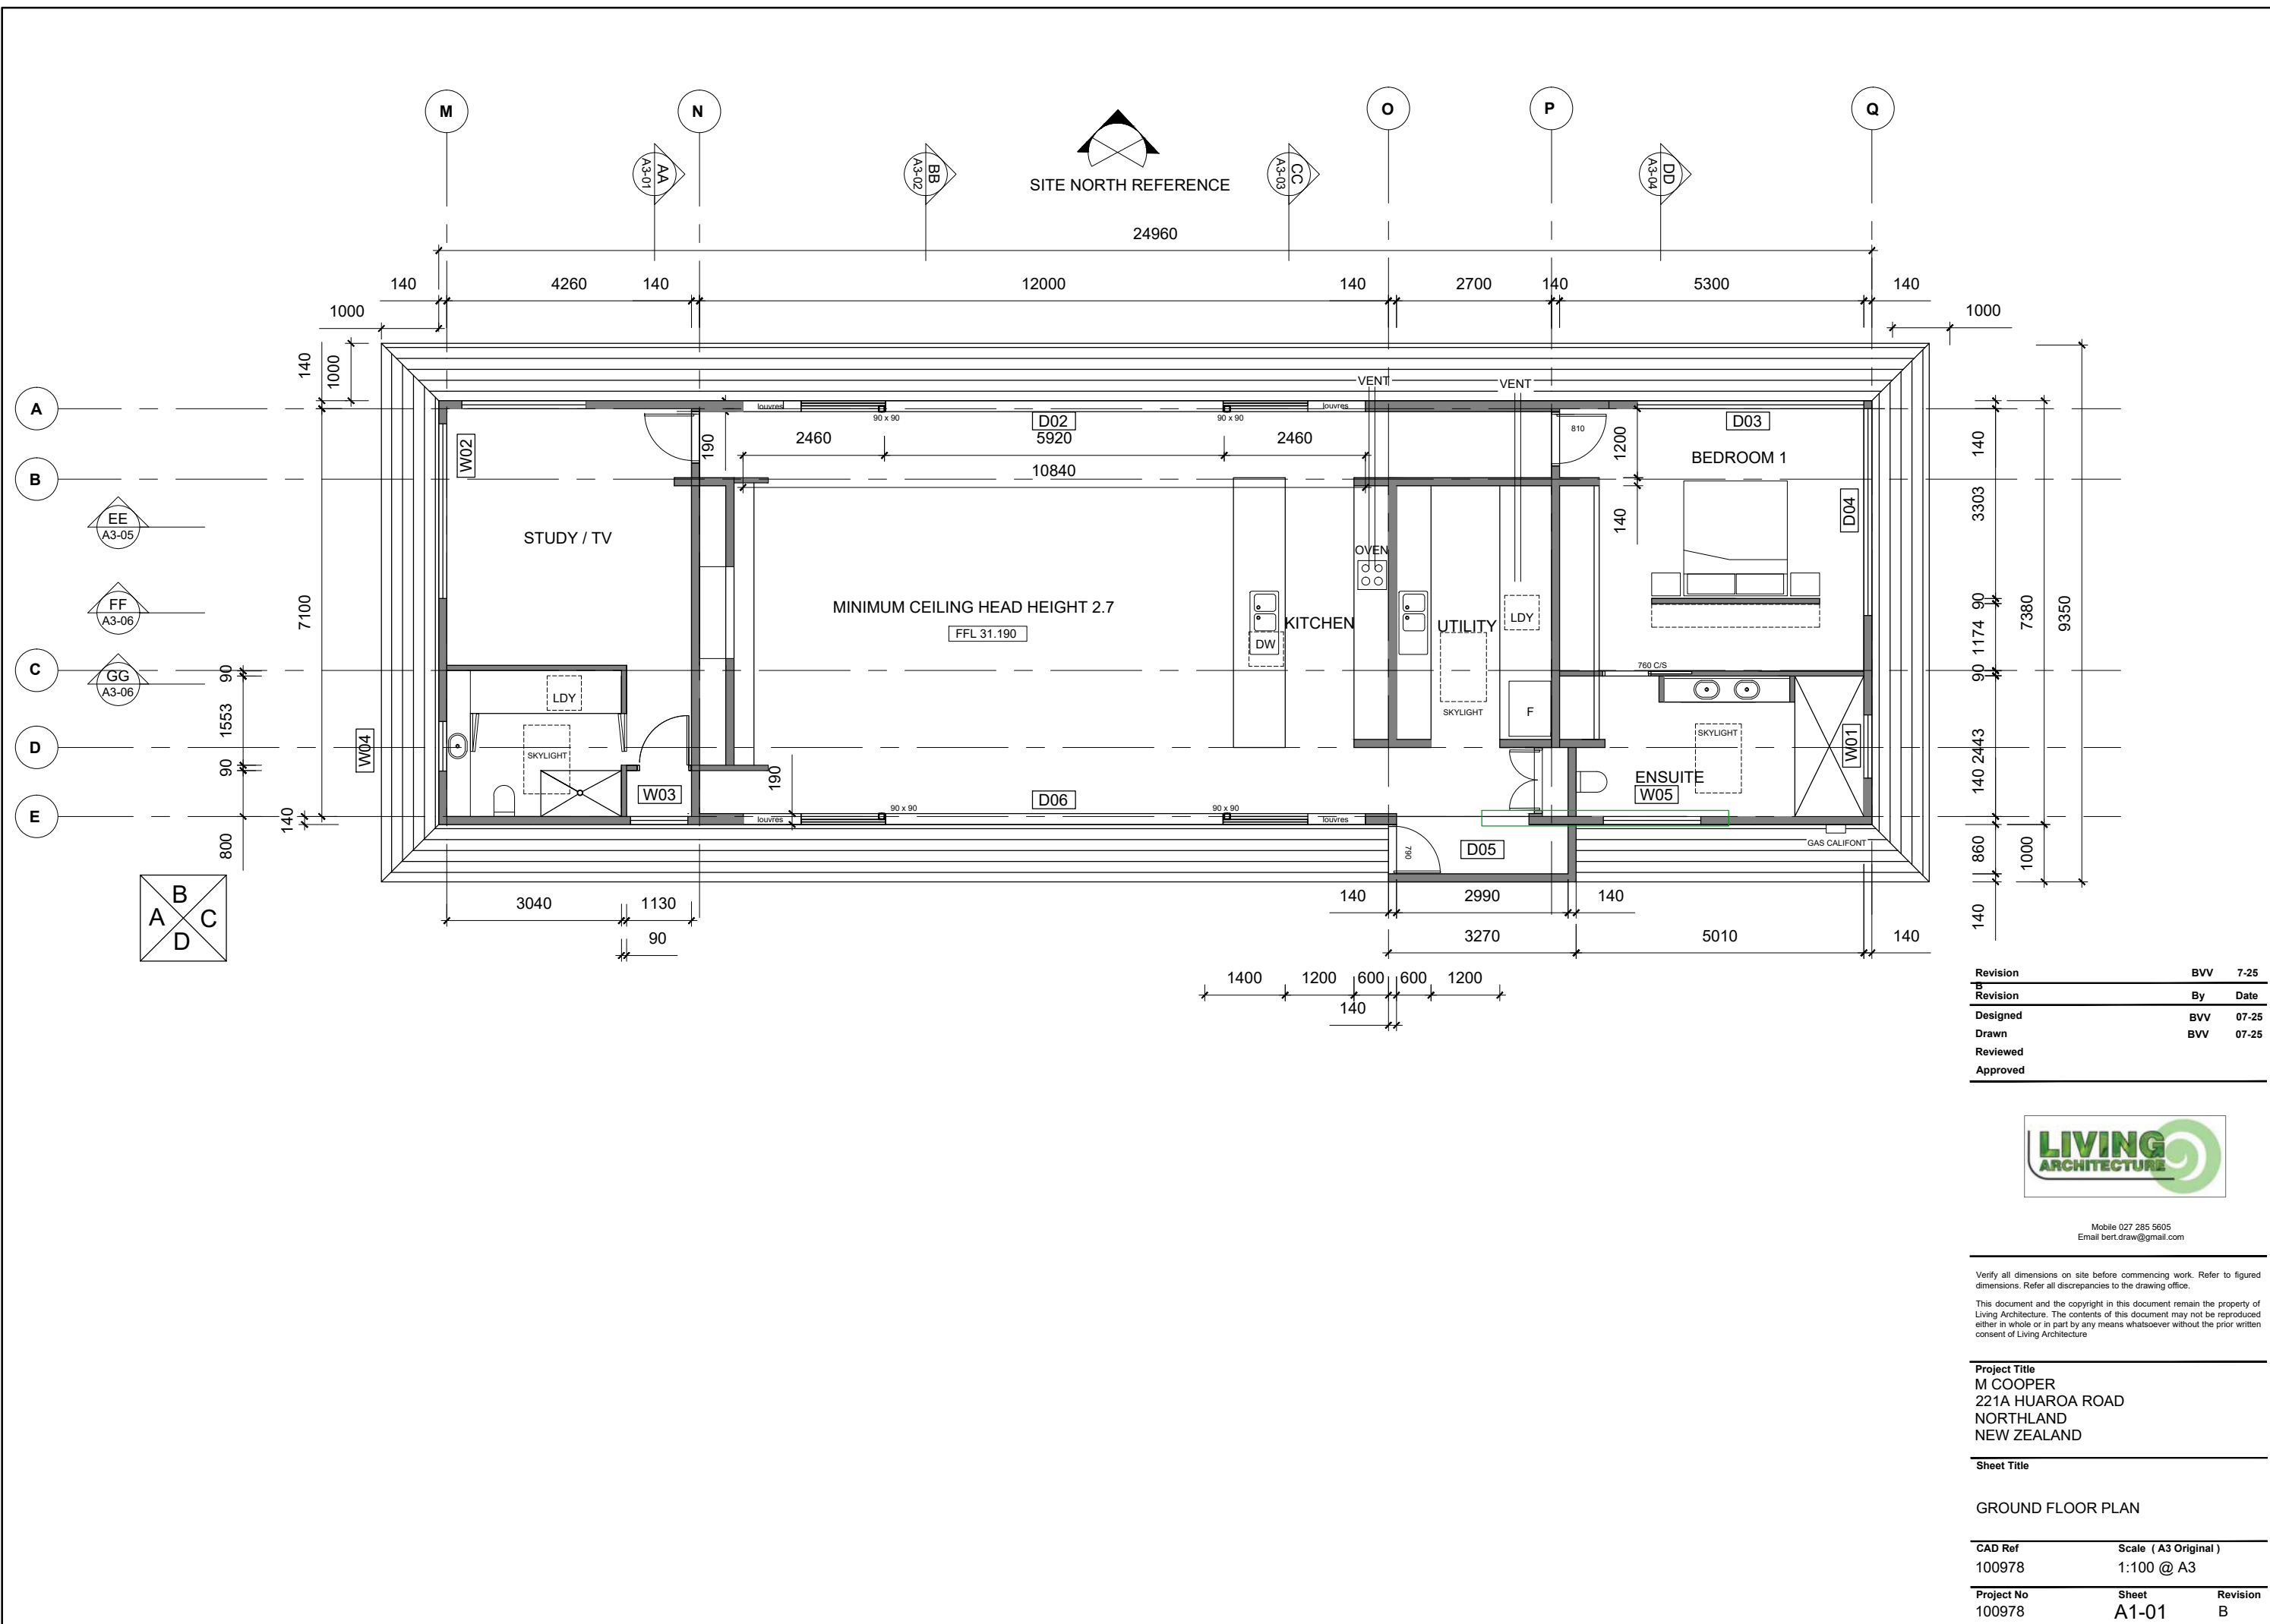 M
N
O
P
Q
AA
A3-01
BB
A3-02
SITE NORTH REFERENCE
CC
A3-03
DD
A3-04
24960
140
4260
140
12000
140
2700
140
5300
140
1000
1000
140
1000
VENT
VENT
A
louvres
90 x 90
D02
90 x 90
louvres
810
D03
W02
190
2460
5920
2460
1200
BEDROOM 1
140
B
10840
3303
D04
EE
A3-05
STUDY / TV
140
OVEN
FF
A3-06
7100
MINIMUM CEILING HEAD HEIGHT 2.7
FFL 31.190
KITCHEN
DW
UTILITY
LDY
90
7380
9350
1174
C
GG
A3-06
90
LDY
760 C/S
90
1553
SKYLIGHT
F
D
W04
SKYLIGHT
SKYLIGHT
W01
2443
90
190
ENSUITE
140
W03
D06
W05
E
140
louvres
90 x 90
90 x 90
louvres
800
790
D05
GAS CALIFONT
860
1000
B
A C
D
3040
1130
140
2990
140
140
90
3270
5010
140
1400
1200
600
600
1200
140
Revision BVV 7-25
B
Revision By Date
Designed BVV 07-25
Drawn BVV 07-25
Reviewed
Approved
LIVING
ARCHITECTURE
Mobile 027 285 5605
Email bert.draw@gmail.com
Verify all dimensions on site before commencing work. Refer to figured
dimensions. Refer all discrepancies to the drawing office.
This document and the copyright in this document remain the property of
Living Architecture. The contents of this document may not be reproduced
either in whole or in part by any means whatsoever without the prior written
consent of Living Architecture
Project Title
M COOPER
221A HUAROA ROAD
NORTHLAND
NEW ZEALAND
Sheet Title
GROUND FLOOR PLAN
CAD Ref Scale ( A3 Original )
100978 1:100 @ A3
Project No Sheet Revision
100978 A1-01 B